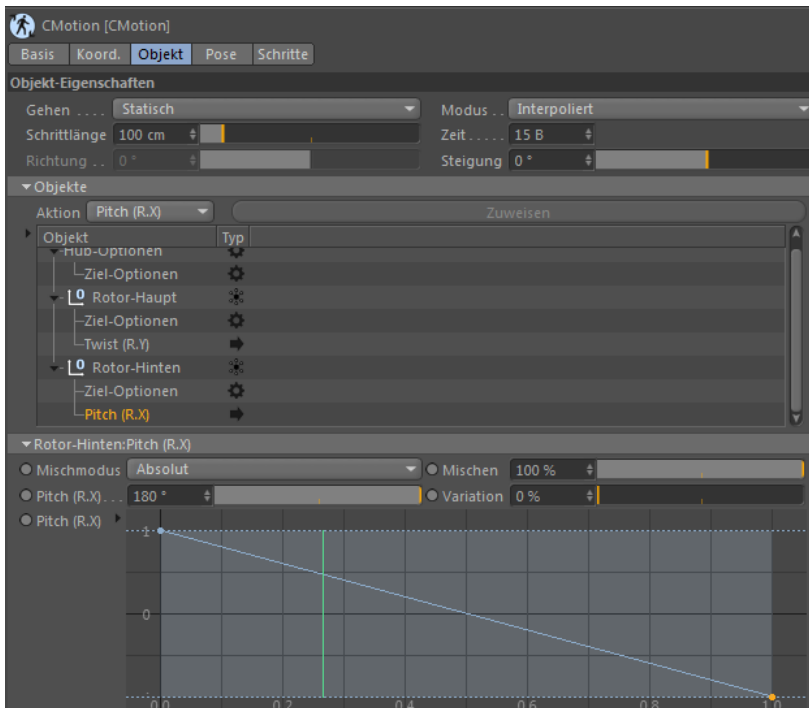 CMotion [CMotion]
Basis Koord. Objekt Pose Schritte
Objekt-Eigenschaften
Gehen .... Statisch Modus.. Interpoliert
Schrittlänge 100 cm Zeit..... 15 B
Richtung .. 0 ° Steigung 0 °
Objekte
Aktion Pitch (R.X) Zuweisen
Objekt Typ
Hub-Optionen
Ziel-Optionen
0 Rotor-Haupt
Ziel-Optionen
Twist (R.Y)
0 Rotor-Hinten
Ziel-Optionen
Pitch (R.X)
Rotor-Hinten:Pitch (R.X)
Mischmodus Absolut Mischen 100 %
Pitch (R.X)... 180 ° Variation 0 %
Pitch (R.X)
1
0
0.0 0.2 0.4 0.6 0.8 1.0